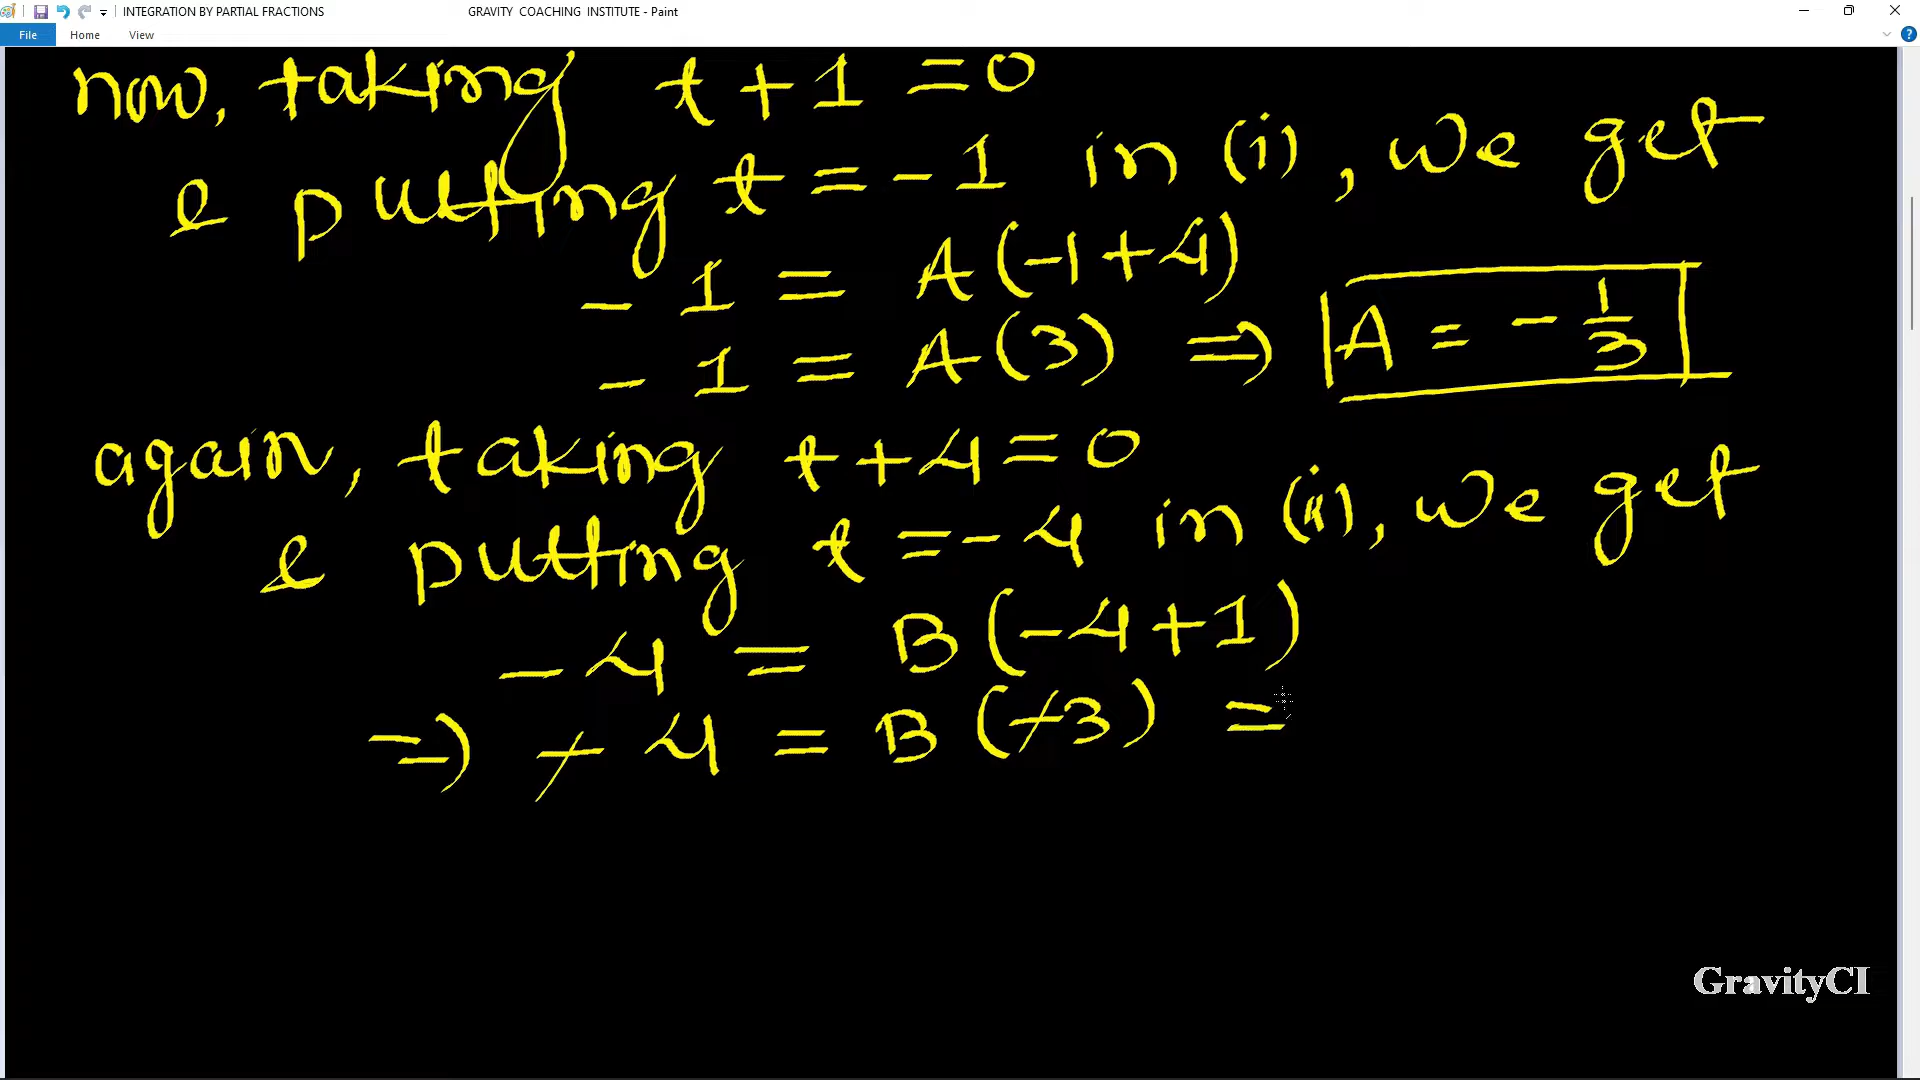 INTEGRATION BY PARTIAL FRACTIONS GRAVITY COACHING INSTITUTE - Paint
File Home View
now, taking t + 1 = 0
& putting t = - 1 in (i), we get
- 1 = A (-1 + 4)
- 1 = A (3) => A = - 1/3
again, taking t + 4 = 0
& putting t = - 4 in (i), we get
- 4 = B (- 4 + 1)
=> - 4 = B (-3) =
GravityCI